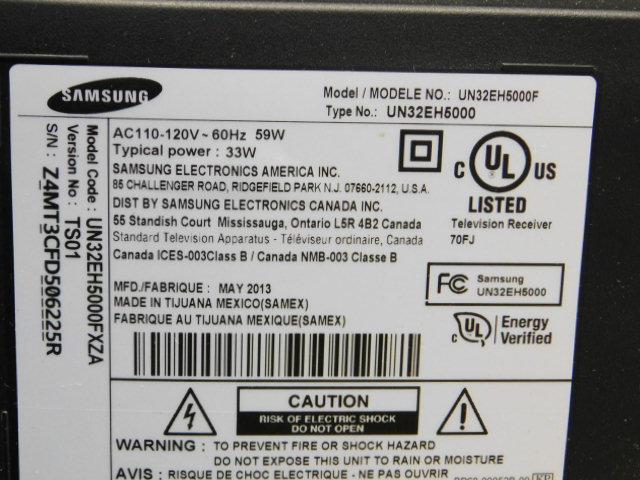 SAMSUNG
Model / MODELE NO.: UN32EH5000F
Type No.: UN32EH5000
AC110-120V~60Hz 59W
Typical power : 33W
SAMSUNG ELECTRONICS AMERICA INC.
85 CHALLENGER ROAD, RIDGEFIELD PARK N.J. 07660-2112, U.S.A.
DIST BY SAMSUNG ELECTRONICS CANADA INC.
55 Standish Court Mississauga, Ontario L5R 4B2 Canada
Standard Television Apparatus - Téléviseur ordinaire, Canada
Canada ICES-003Class B / Canada NMB-003 Classe B
C UL US
LISTED
Television Receiver
70FJ
MFD./FABRIQUE : MAY 2013
MADE IN TIJUANA MEXICO(SAMEX)
FABRIQUE AU TIJUANA MEXIQUE(SAMEX)
FC Samsung
UN32EH5000
C UL Energy
Verified
Model Code : UN32EH5000FXZA
Version No : TS01
S/N : Z4MT3CFD506225R
CAUTION
RISK OF ELECTRIC SHOCK
DO NOT OPEN
WARNING : TO PREVENT FIRE OR SHOCK HAZARD
DO NOT EXPOSE THIS UNIT TO RAIN OR MOISTURE
AVIS : RISQUE DE CHOC ELECTRIQUE - NE PAS OUVRIR